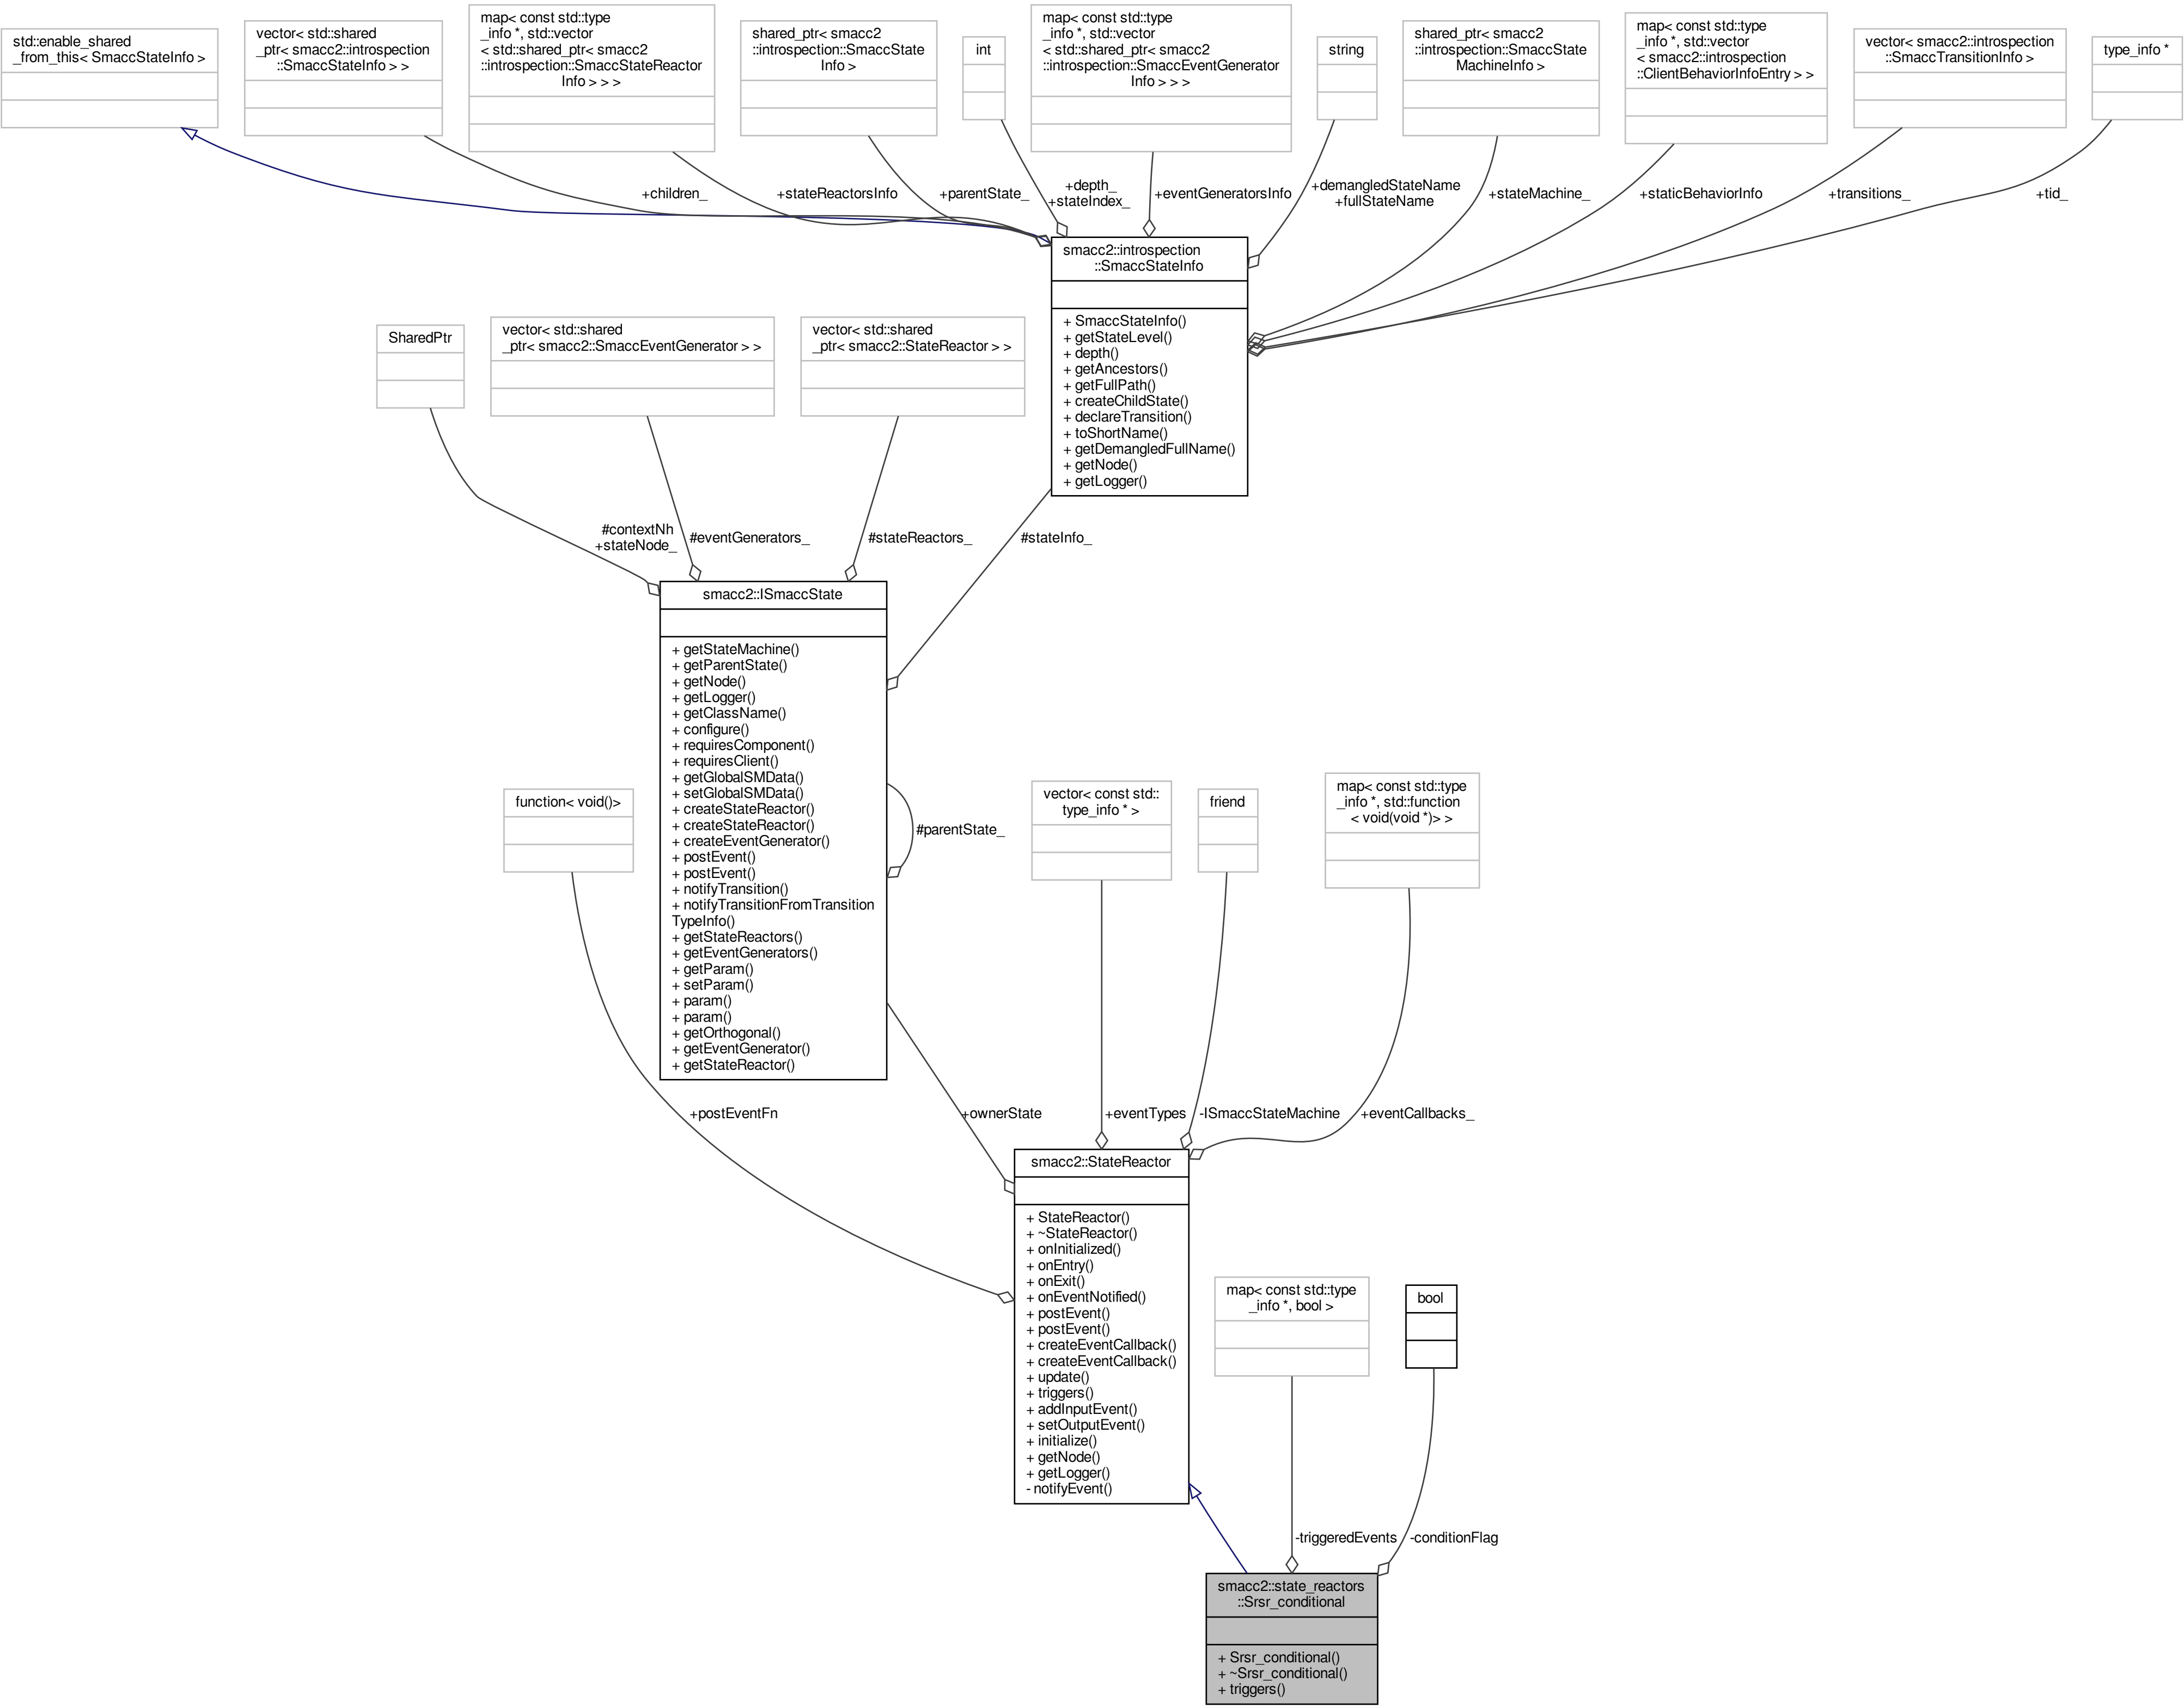 std::enable_shared
_from_this< SmaccStateInfo >
vector< std::shared
_ptr< smacc2::introspection
::SmaccStateInfo > >
map< const std::type
_info *, std::vector
< std::shared_ptr< smacc2
::introspection::SmaccStateReactor
Info > > >
shared_ptr< smacc2
::introspection::SmaccState
Info >
int
map< const std::type
_info *, std::vector
< std::shared_ptr< smacc2
::introspection::SmaccEventGenerator
Info > > >
string
shared_ptr< smacc2
::introspection::SmaccState
MachineInfo >
map< const std::type
_info *, std::vector
< smacc2::introspection
::ClientBehaviorInfoEntry > >
vector< smacc2::introspection
::SmaccTransitionInfo >
type_info *
+children_
+stateReactorsInfo
+parentState_
+depth_
+stateIndex_
+eventGeneratorsInfo
+demangledStateName
+fullStateName
+stateMachine_
+staticBehaviorInfo
+transitions_
+tid_
smacc2::introspection
::SmaccStateInfo
+ SmaccStateInfo()
+ getStateLevel()
+ depth()
+ getAncestors()
+ getFullPath()
+ createChildState()
+ declareTransition()
+ toShortName()
+ getDemangledFullName()
+ getNode()
+ getLogger()
SharedPtr
vector< std::shared
_ptr< smacc2::SmaccEventGenerator > >
vector< std::shared
_ptr< smacc2::StateReactor > >
#contextNh
+stateNode_
#eventGenerators_
#stateReactors_
#stateInfo_
smacc2::ISmaccState
+ getStateMachine()
+ getParentState()
+ getNode()
+ getLogger()
+ getClassName()
+ configure()
+ requiresComponent()
+ requiresClient()
+ getGlobalSMData()
+ setGlobalSMData()
+ createStateReactor()
+ createStateReactor()
+ createEventGenerator()
+ postEvent()
+ postEvent()
+ notifyTransition()
+ notifyTransitionFromTransition
TypeInfo()
+ getStateReactors()
+ getEventGenerators()
+ getParam()
+ setParam()
+ param()
+ param()
+ getOrthogonal()
+ getEventGenerator()
+ getStateReactor()
#parentState_
function< void()>
vector< const std::
type_info * >
friend
map< const std::type
_info *, std::function
< void(void *)> >
+postEventFn
+ownerState
+eventTypes
-ISmaccStateMachine
+eventCallbacks_
smacc2::StateReactor
+ StateReactor()
+ ~StateReactor()
+ onInitialized()
+ onEntry()
+ onExit()
+ onEventNotified()
+ postEvent()
+ postEvent()
+ createEventCallback()
+ createEventCallback()
+ update()
+ triggers()
+ addInputEvent()
+ setOutputEvent()
+ initialize()
+ getNode()
+ getLogger()
- notifyEvent()
map< const std::type
_info *, bool >
bool
-triggeredEvents
-conditionFlag
smacc2::state_reactors
::Srsr_conditional
+ Srsr_conditional()
+ ~Srsr_conditional()
+ triggers()